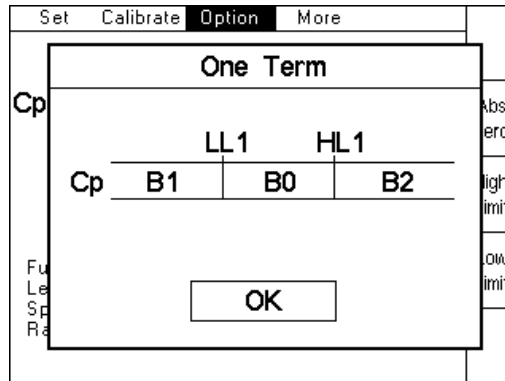 Set Calibrate Option More
One Term
Cp
LL1 HL1
Cp B1 B0 B2
OK